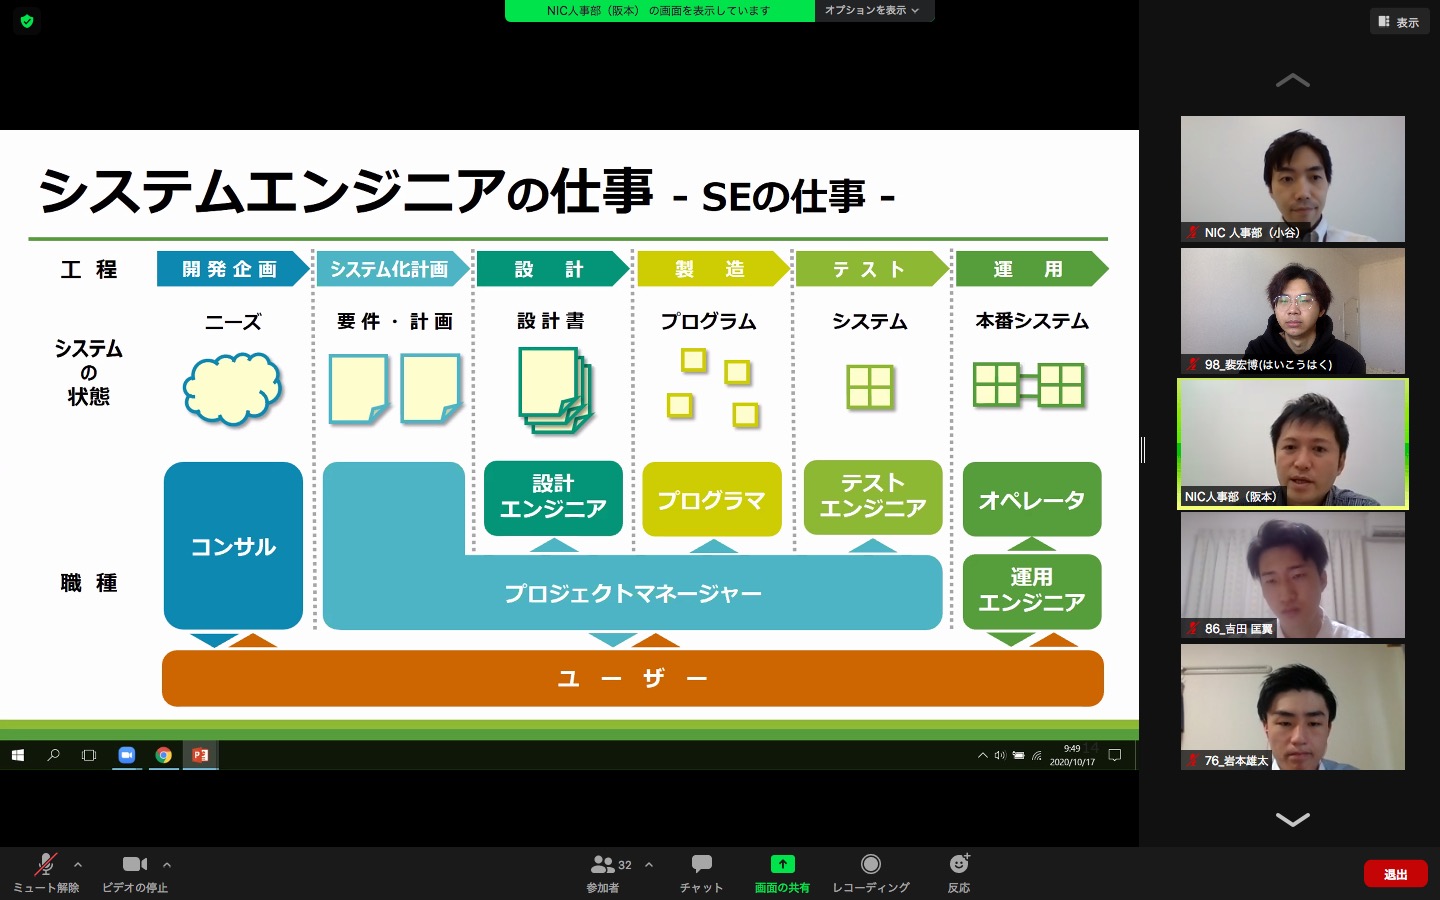 NIC人事部（阪本） の画面を表示しています
オプションを表示
表示
システムエンジニアの仕事 - SEの仕事 -
工程
開発企画
システム化計画
設計
製造
テスト
運用
システム
の
状態
ニーズ
要件・計画
設計書
プログラム
システム
本番システム
職種
コンサル
設計
エンジニア
プログラマ
テスト
エンジニア
オペレータ
プロジェクトマネージャー
運用
エンジニア
ユーザー
14
9:49
2020/10/17
NIC 人事部（小谷）
98_裴宏博(はいこうはく)
NIC人事部（阪本）
86_吉田 匡翼
76_岩本雄太
ミュート解除
ビデオの停止
32
参加者
チャット
画面の共有
レコーディング
反応
退出